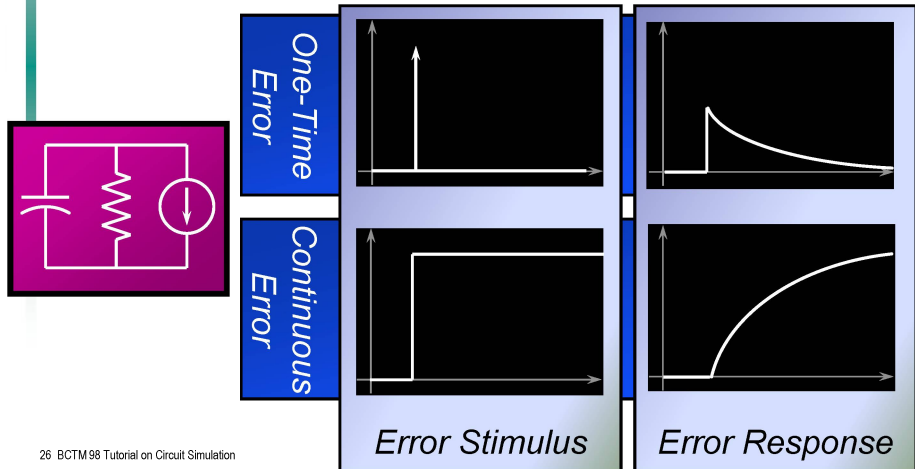 One-Time
Error
Continuous
Error
Error Stimulus
Error Response
26 BCTM 98 Tutorial on Circuit Simulation